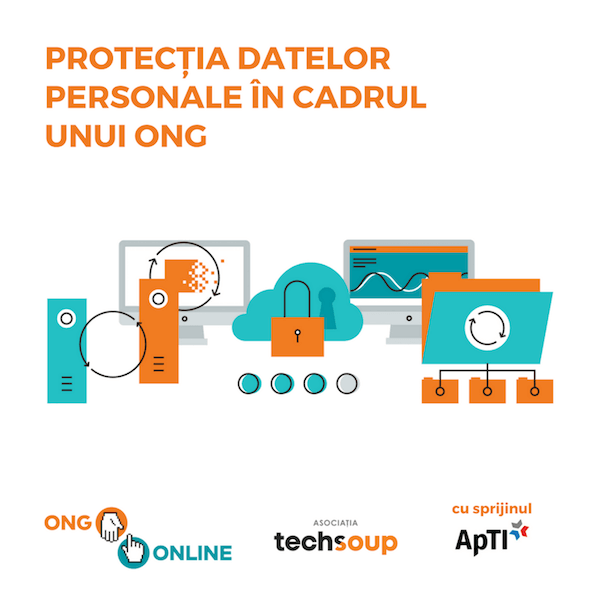 PROTECȚIA DATELOR
PERSONALE ÎN CADRUL
UNUI ONG
ONG
ONLINE
ASOCIAȚIA
techsoup
cu sprijinul
ApTI